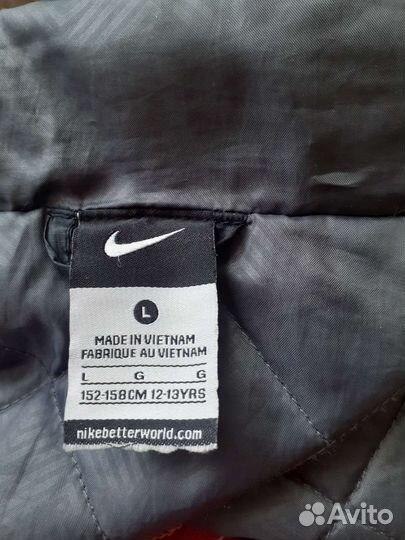 L
MADE IN VIETNAM
FABRIQUE AU VIETNAM
L G G
152-158CM 12-13YRS
nikebetterworld.com
Avito